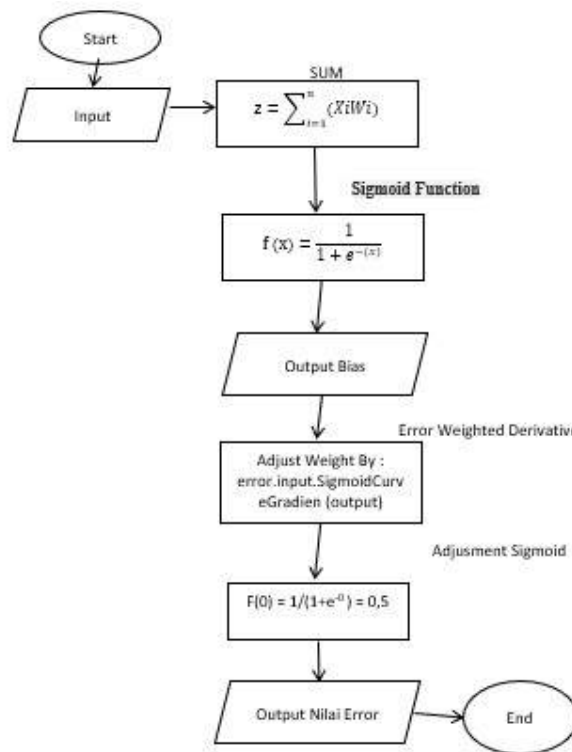 Start
Input
SUM
z = ∑ᵢ₌₁ⁿ (XiWi)
Sigmoid Function
f (x) = 1 / 1 + e^−(x)
Output Bias
Error Weighted Derivative
Adjust Weight By :
error.input.SigmoidCurv
eGradien (output)
Adjusment Sigmoid
F(0) = 1/(1+e⁻⁰) = 0,5
Output Nilai Error
End